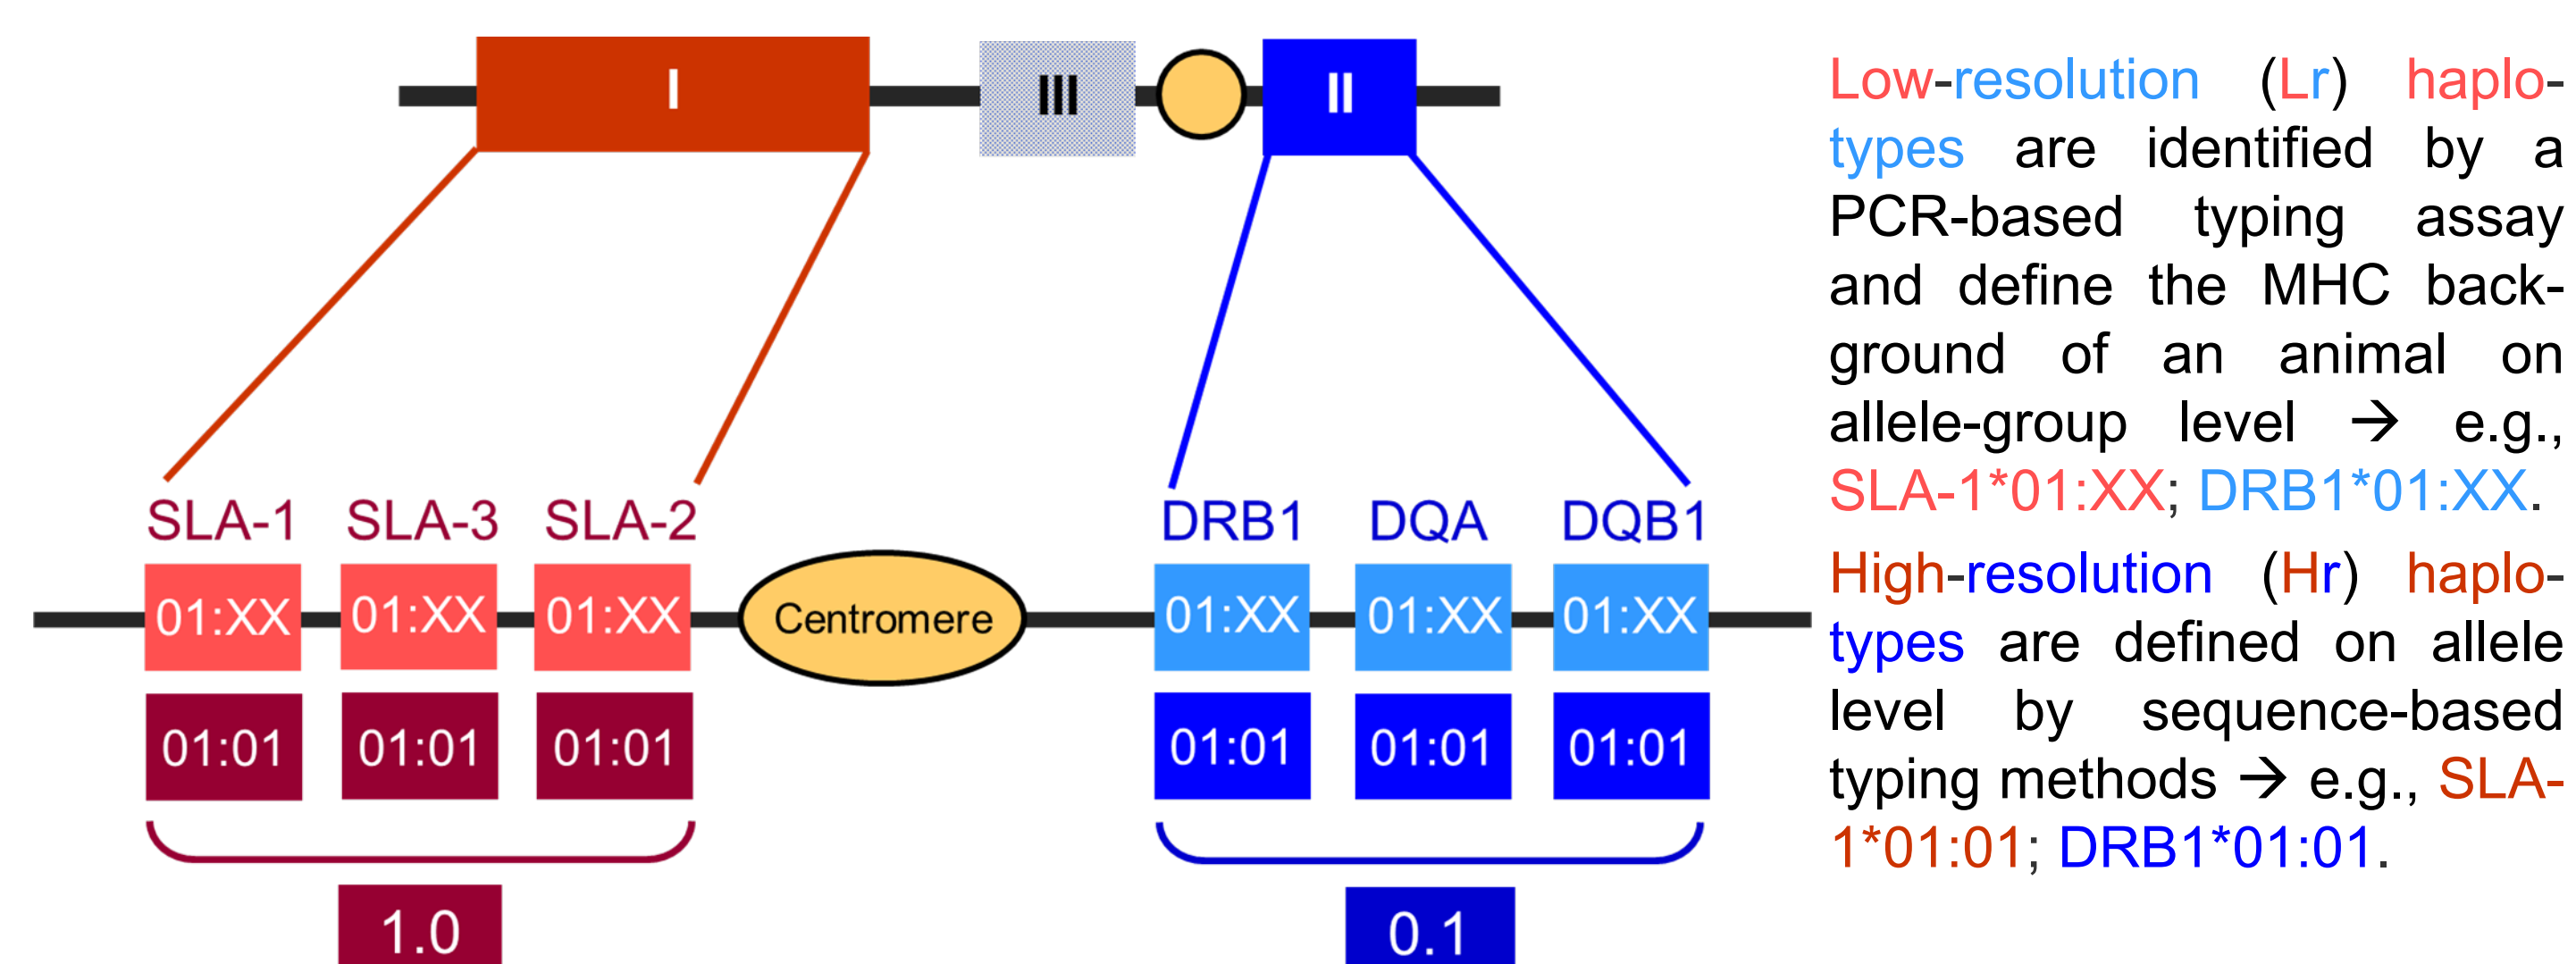 I
III
II
SLA-1 SLA-3 SLA-2
DRB1 DQA DQB1
01:XX 01:XX 01:XX
Centromere
01:XX 01:XX 01:XX
01:01 01:01 01:01
01:01 01:01 01:01
1.0
0.1
Low-resolution (Lr) haplo-
types are identified by a
PCR-based typing assay
and define the MHC back-
ground of an animal on
allele-group level → e.g.,
SLA-1*01:XX; DRB1*01:XX.
High-resolution (Hr) haplo-
types are defined on allele
level by sequence-based
typing methods → e.g., SLA-
1*01:01; DRB1*01:01.